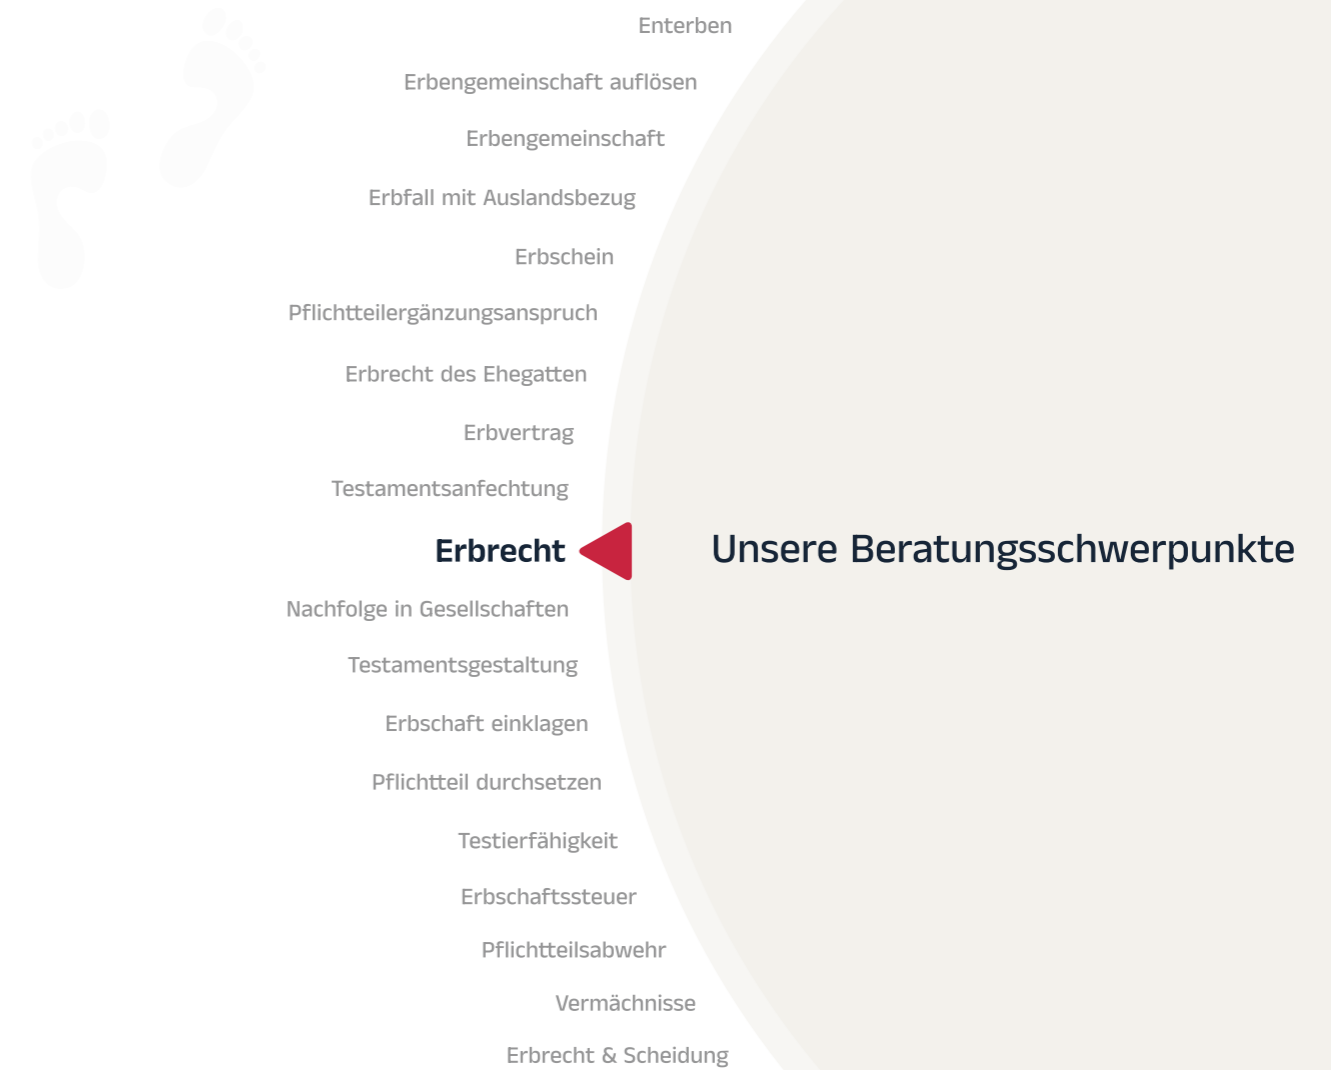 Enterben
Erbengemeinschaft auflösen
Erbengemeinschaft
Erbfall mit Auslandsbezug
Erbschein
Pflichtteilergänzungsanspruch
Erbrecht des Ehegatten
Erbvertrag
Testamentsanfechtung
Erbrecht
Unsere Beratungsschwerpunkte
Nachfolge in Gesellschaften
Testamentsgestaltung
Erbschaft einklagen
Pflichtteil durchsetzen
Testierfähigkeit
Erbschaftssteuer
Pflichtteilsabwehr
Vermächnisse
Erbrecht & Scheidung